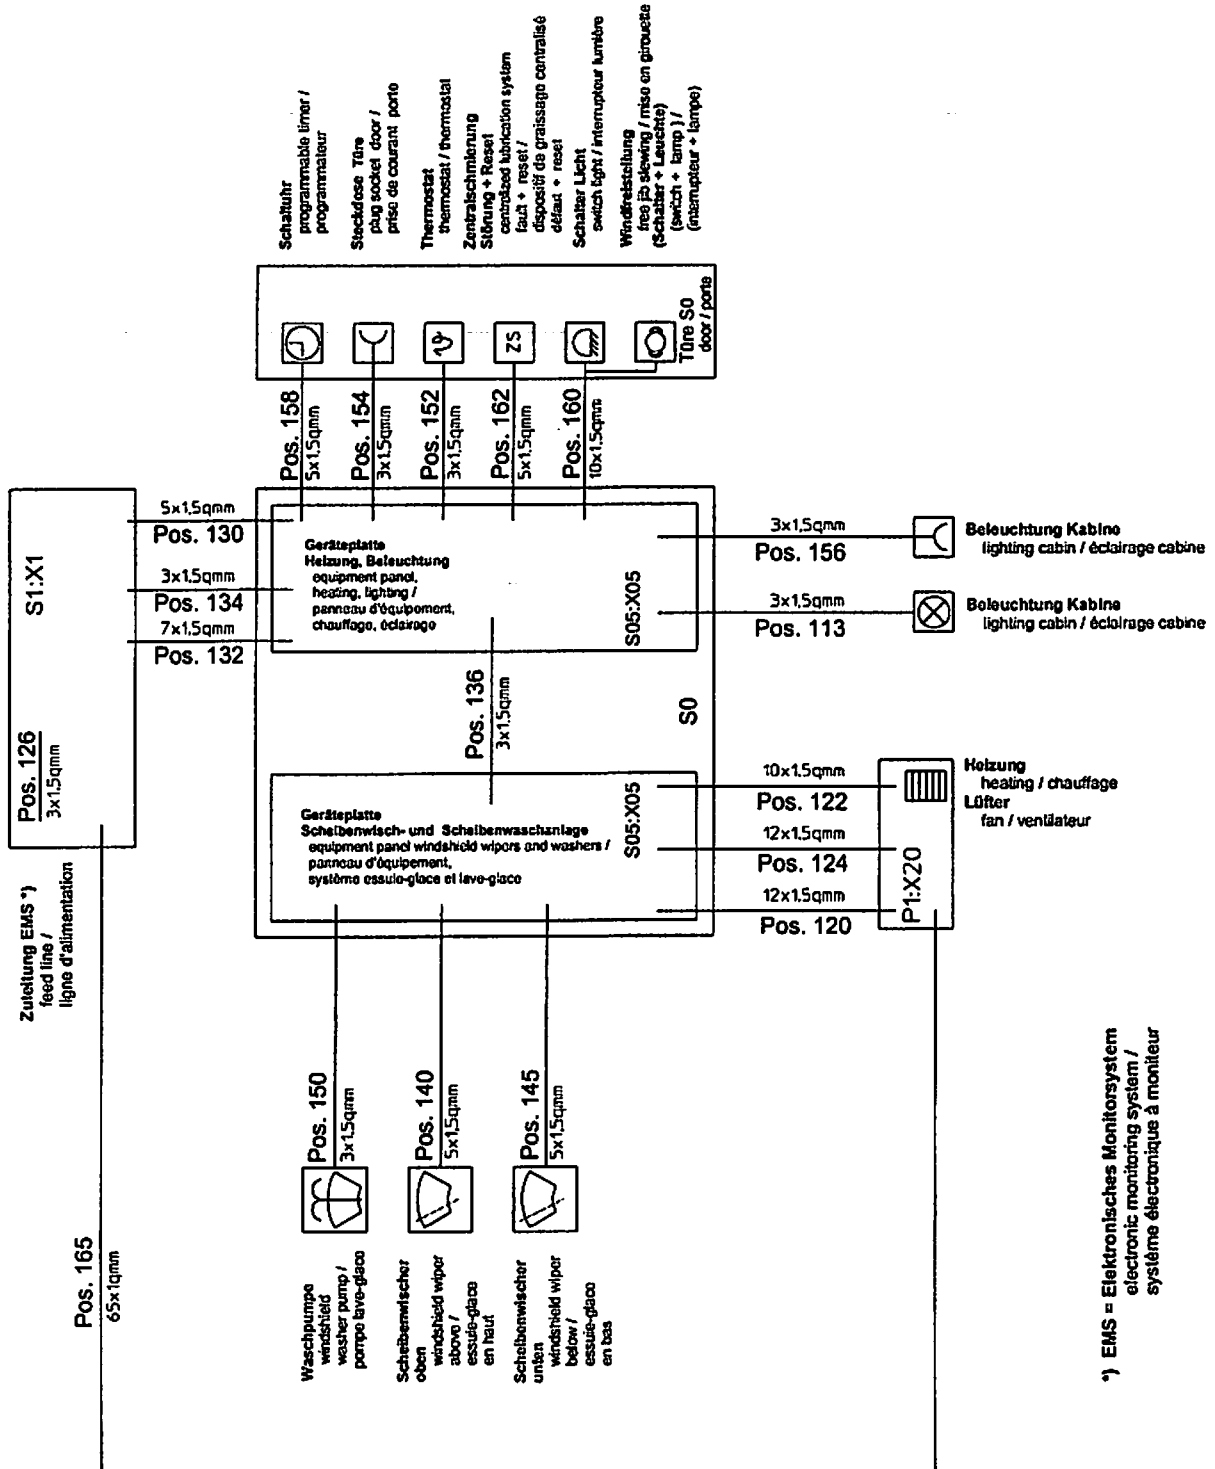 Schaltuhr
programmable timer /
programmateur
Steckdose Türe
plug socket door /
prise de courant porte
Thermostat
thermostat / thermostat
Zentralschmierung
Störung + Reset
centralized lubrication system
fault + reset /
dispositif de graissage centralisé
défaut + reset
Schalter Licht
switch light / interrupteur lumière
Windfreistellung
free jib slewing / mise en girouette
(Schalter + Leuchte)
(switch + lamp ) /
(interrupteur + lampe)
ZS
Türe S0
door / porte
Pos. 158
5x1,5qmm
Pos. 154
3x1,5qmm
Pos. 152
3x1,5qmm
Pos. 162
5x1,5qmm
Pos. 160
10x1,5qmm
S1:X1
5x1,5qmm
Pos. 130
3x1,5qmm
Pos. 134
7x1,5qmm
Pos. 132
Pos. 126
3x1,5qmm
Geräteplatte
Heizung, Beleuchtung
equipment panel,
heating, lighting /
panneau d'équipement,
chauffage, éclairage
S05:X05
3x1,5qmm
Pos. 156
Beleuchtung Kabine
lighting cabin / éclairage cabine
3x1,5qmm
Pos. 113
Beleuchtung Kabine
lighting cabin / éclairage cabine
Pos. 136
3x1,5qmm
S0
Geräteplatte
Scheibenwisch- und Scheibenwaschanlage
equipment panel windshield wipers and washers /
panneau d'équipement,
système essuie-glace et lave-glace
S05:X05
10x1,5qmm
Pos. 122
12x1,5qmm
Pos. 124
12x1,5qmm
Pos. 120
P1:X20
Heizung
heating / chauffage
Lüfter
fan / ventilateur
Zuleitung EMS *)
feed line /
ligne d'alimentation
Pos. 165
65x1qmm
Pos. 150
3x1,5qmm
Pos. 140
5x1,5qmm
Pos. 145
5x1,5qmm
Waschpumpe
windshield
washer pump /
pompe lave-glace
Scheibenwischer
oben
windshield wiper
above /
essuie-glace
en haut
Scheibenwischer
unten
windshield wiper
below /
essuie-glace
en bas
*) EMS = Elektronisches Monitorsystem
electronic monitoring system /
système électronique à moniteur